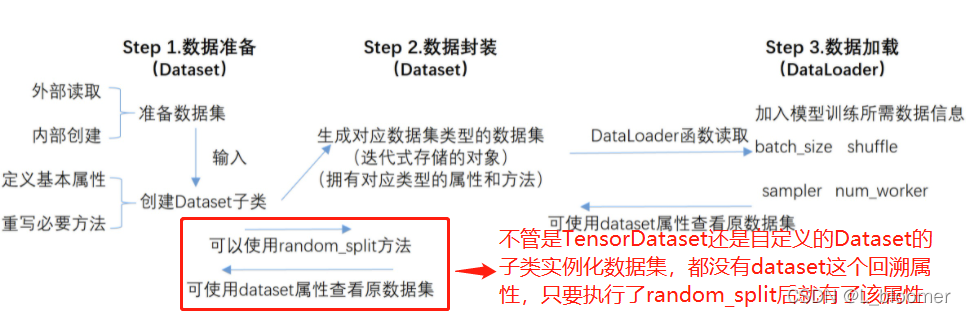 Step 1.数据准备
（Dataset）
Step 2.数据封装
（Dataset）
Step 3.数据加载
（DataLoader）
外部读取
内部创建
准备数据集
输入
定义基本属性
重写必要方法
创建Dataset子类
生成对应数据集类型的数据集
（迭代式存储的对象）
（拥有对应类型的属性和方法）
DataLoader函数读取
加入模型训练所需数据信息
batch_size shuffle
sampler num_worker
可使用dataset属性查看原数据集
可以使用random_split方法
可使用dataset属性查看原数据集
不管是TensorDataset还是自定义的Dataset的
子类实例化数据集，都没有dataset这个回溯属
性，只要执行了random_split后就有了该属性
CSDN